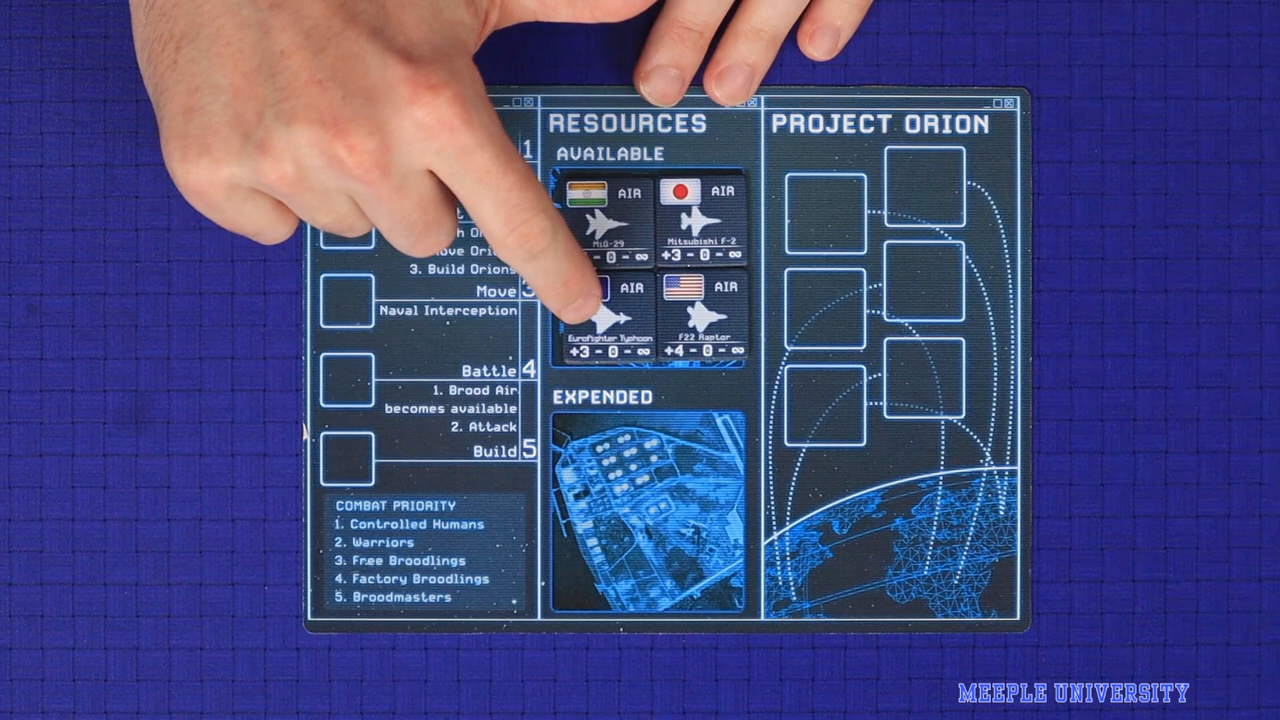 1
3. Build Orions
Move
Naval Interception
Battle 4
1. Brood Air
becomes available
2. Attack
Build 5
COMBAT PRIORITY
1. Controlled Humans
2. Warriors
3. Free Broodlings
4. Factory Broodlings
5. Broodmasters
RESOURCES
AVAILABLE
AIR
MiG-29
- 0 - ∞
AIR
Mitsubishi F-2
+3 - 0 - ∞
AIR
Eurofighter Typhoon
+3 - 0 - ∞
AIR
F22 Raptor
+4 - 0 - ∞
EXPENDED
PROJECT ORION
MEEPLE UNIVERSITY